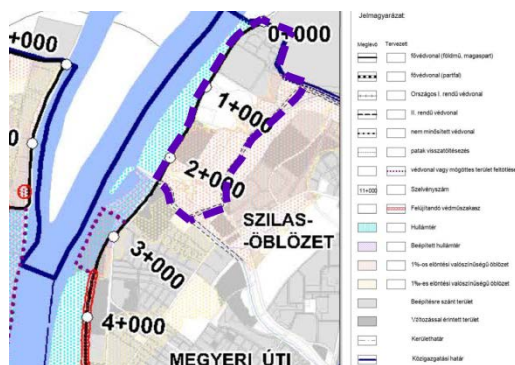 +000
0+000
1+000
2+000
SZILAS-
-ÖBLÖZET
3+000
4+000
MEGYERI ÚTI
0
Jelmagyarázat:
Meglévő Tervezett
fővédvonal (földmű, magaspart)
fővédvonal (partfal)
Országos I. rendű védvonal
II. rendű védvonal
nem minősített védvonal
patak visszatöltésezés
védvonal vagy mögöttes terület feltöltése
11+000 Szelvényszám
Felújítandó védműszakasz
Hullámtér
Beépített hullámtér
1%-os elöntési valószínűségű öblözet
1‰-es elöntési valószínűségű öblözet
Beépítésre szánt terület
érintett terület
Kerülethatár
Közigazgatási határ